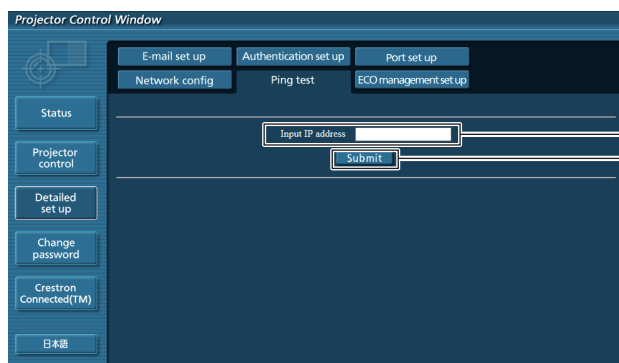 Projector Control Window
E-mail set up
Authentication set up
Port set up
Network config
Ping test
ECO management set up
Status
Projector
control
Detailed
set up
Change
password
Crestron
Connected(TM)
日本語
Input IP address
Submit